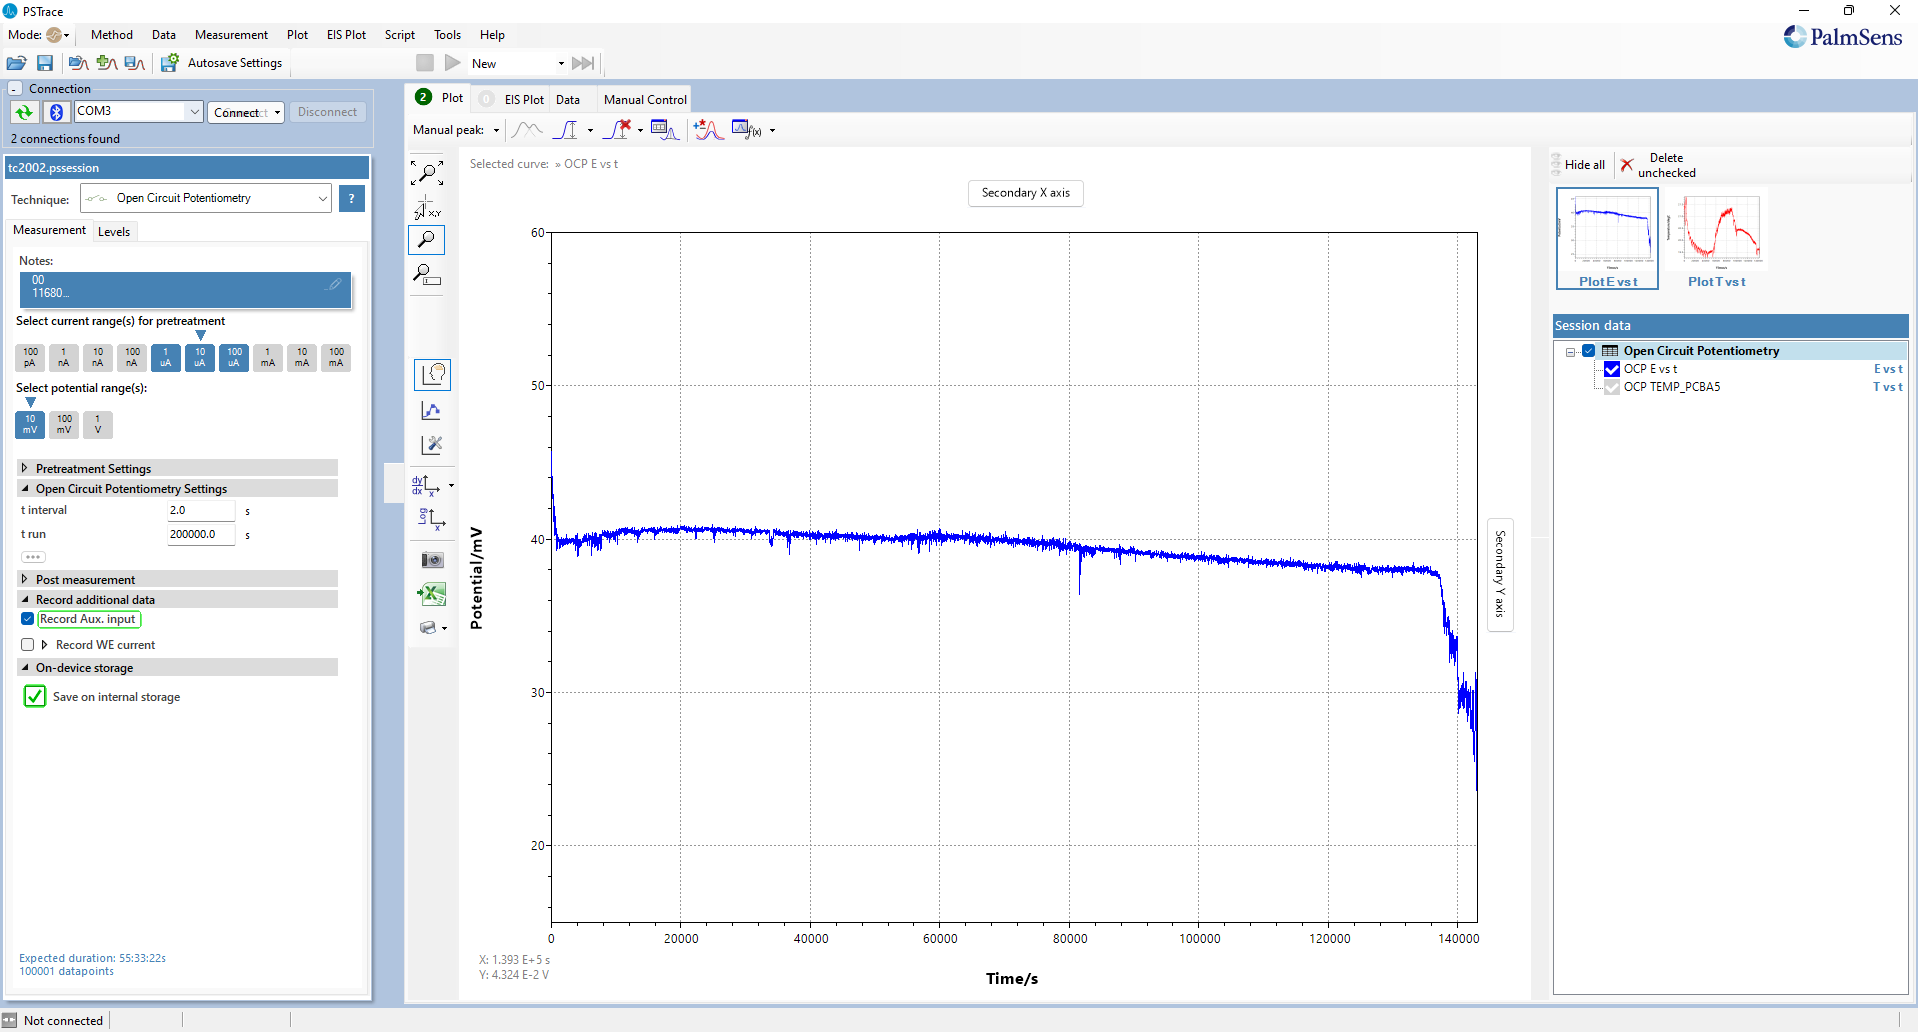 PSTrace
Mode:
Method Data Measurement Plot EIS Plot Script Tools Help
PalmSens
Autosave Settings
New
Connection
COM3
Connect
Disconnect
2 connections found
tc2002.pssession
Technique: Open Circuit Potentiometry ?
Measurement Levels
Notes:
00
11680...
Select current range(s) for pretreatment
100 pA 1 nA 10 nA 100 nA 1 uA 10 uA 100 uA 1 mA 10 mA 100 mA
Select potential range(s):
10 mV 100 mV 1 V
Pretreatment Settings
Open Circuit Potentiometry Settings
t interval 2.0 s
t run 200000.0 s
Post measurement
Record additional data
Record Aux. input
Record WE current
On-device storage
Save on internal storage
Expected duration: 55:33:22s
100001 datapoints
Not connected
2 Plot 0 EIS Plot Data Manual Control
Manual peak:
f(x)
Selected curve: » OCP E vs t
Secondary X axis
x,y
dy/dx x
Log x
60
50
40
30
20
Potential/mV
Secondary Y axis
0 20000 40000 60000 80000 100000 120000 140000
Time/s
X: 1.393 E+5 s
Y: 4.324 E-2 V
Hide all
Delete unchecked
Plot E vs t
Plot T vs t
Session data
Open Circuit Potentiometry
OCP E vs t E vs t
OCP TEMP_PCBA5 T vs t